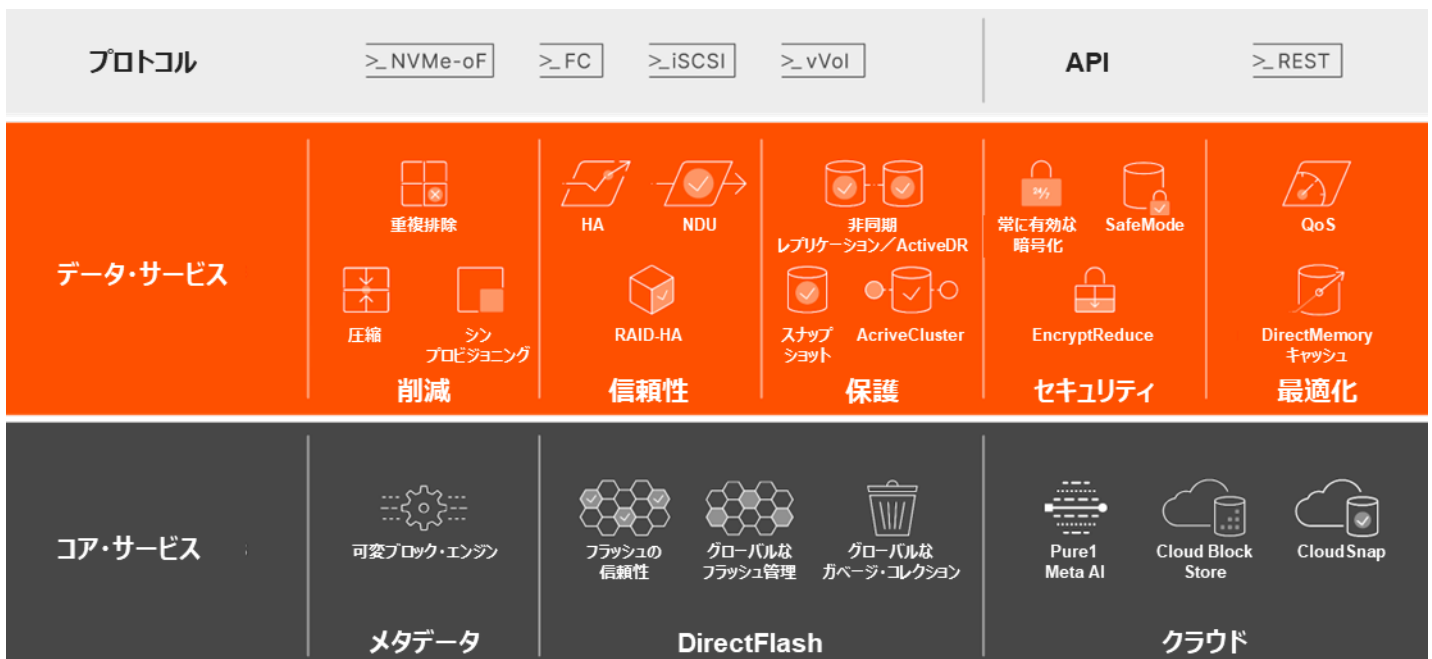 プロトコル
>_ NVMe-oF
>_ FC
>_iSCSI
>_ vVol
API
>_ REST
データ・サービス
重複排除
圧縮
シン
プロビジョニング
削減
HA
NDU
RAID-HA
信頼性
非同期
レプリケーション／ActiveDR
スナップ
ショット
AcriveCluster
保護
24/7
常に有効な
暗号化
SafeMode
EncryptReduce
セキュリティ
QoS
DirectMemory
キャッシュ
最適化
コア・サービス
可変ブロック・エンジン
メタデータ
フラッシュの
信頼性
グローバルな
フラッシュ管理
グローバルな
ガベージ・コレクション
DirectFlash
Pure1
Meta AI
Cloud Block
Store
CloudSnap
クラウド